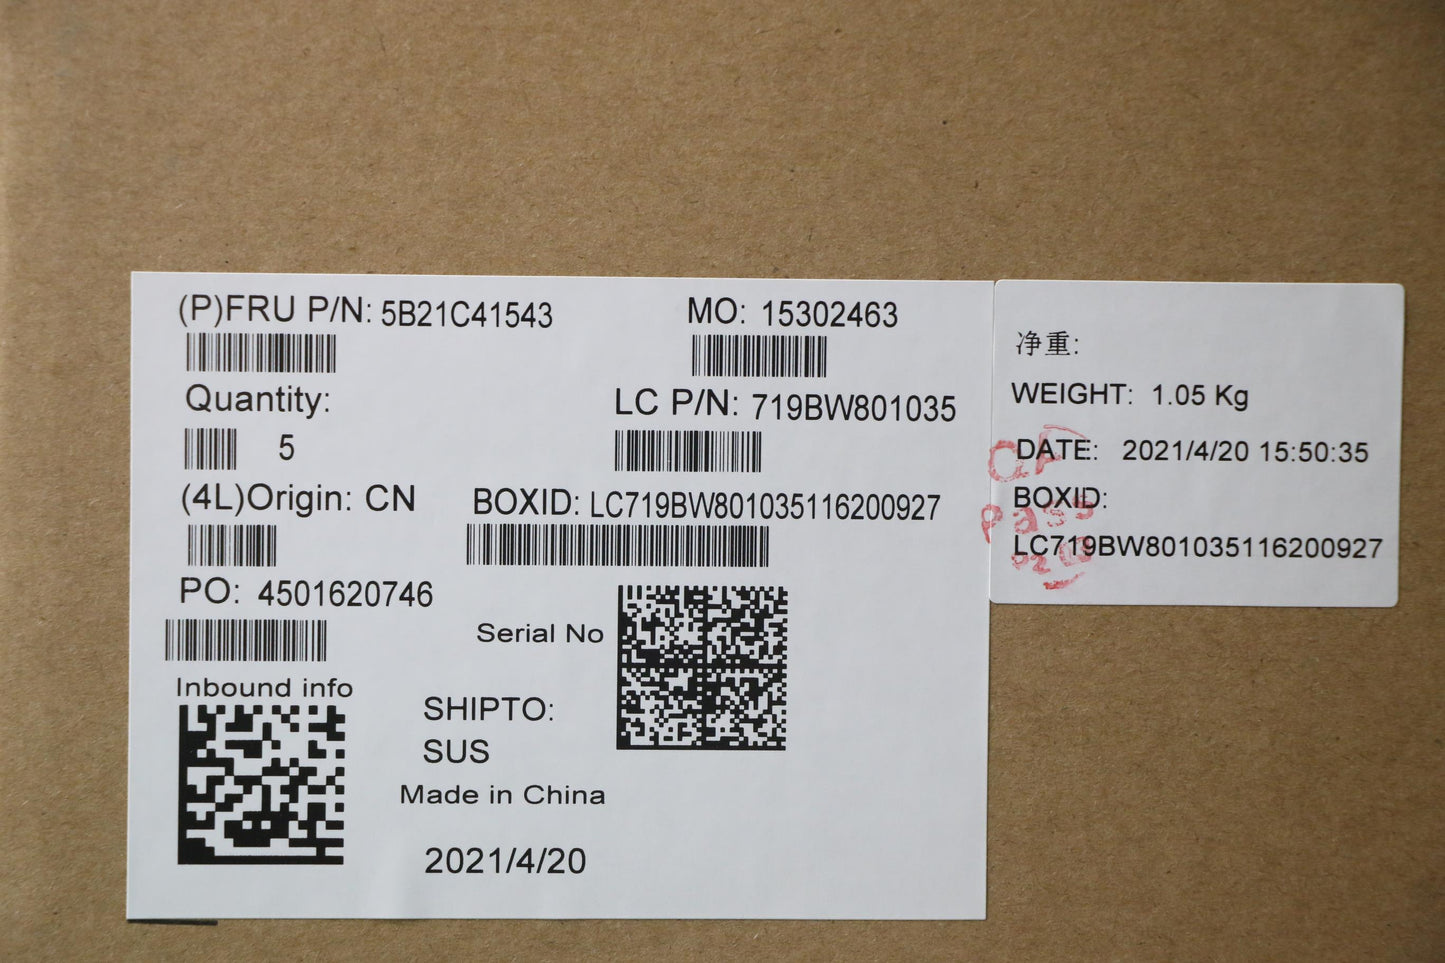 (P)FRU P/N: 5B21C41543
MO: 15302463
Quantity:
5
LC P/N: 719BW801035
(4L)Origin: CN
BOXID: LC719BW801035116200927
PO: 4501620746
Serial No
Inbound info
SHIPTO:
SUS
Made in China
2021/4/20
净重:
WEIGHT: 1.05 Kg
DATE: 2021/4/20 15:50:35
BOXID:
LC719BW801035116200927
QA
Pass